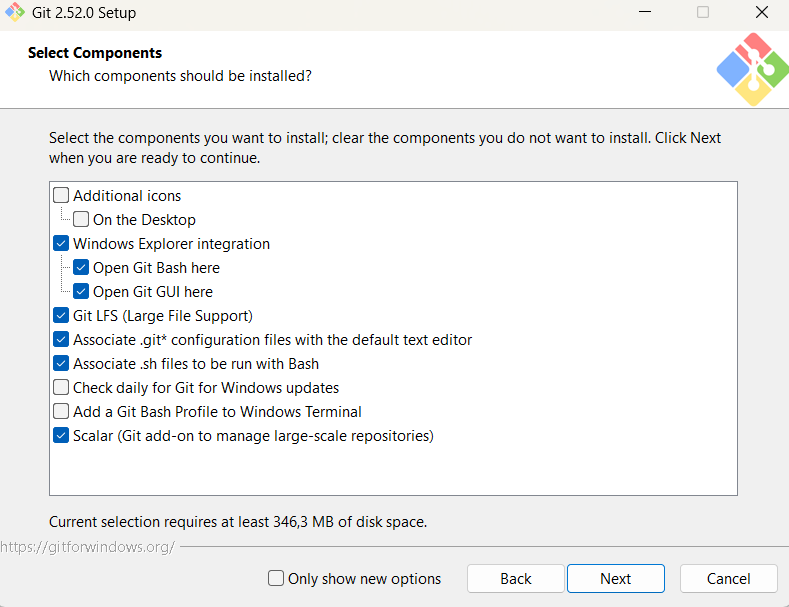 Git 2.52.0 Setup
Select Components
Which components should be installed?
Select the components you want to install; clear the components you do not want to install. Click Next
when you are ready to continue.
Additional icons
On the Desktop
Windows Explorer integration
Open Git Bash here
Open Git GUI here
Git LFS (Large File Support)
Associate .git* configuration files with the default text editor
Associate .sh files to be run with Bash
Check daily for Git for Windows updates
Add a Git Bash Profile to Windows Terminal
Scalar (Git add-on to manage large-scale repositories)
Current selection requires at least 346,3 MB of disk space.
https://gitforwindows.org/
Only show new options
Back
Next
Cancel